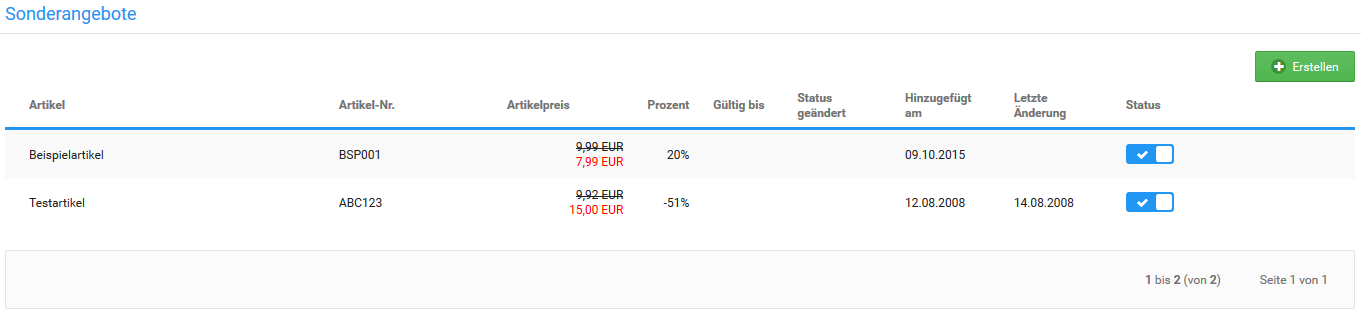 Sonderangebote
Erstellen
Artikel Artikel-Nr. Artikelpreis Prozent Gültig bis Status geändert Hinzugefügt am Letzte Änderung Status
Beispielartikel BSP001 9,99 EUR 7,99 EUR 20% 09.10.2015
Testartikel ABC123 9,92 EUR 15,00 EUR -51% 12.08.2008 14.08.2008
1 bis 2 (von 2) Seite 1 von 1